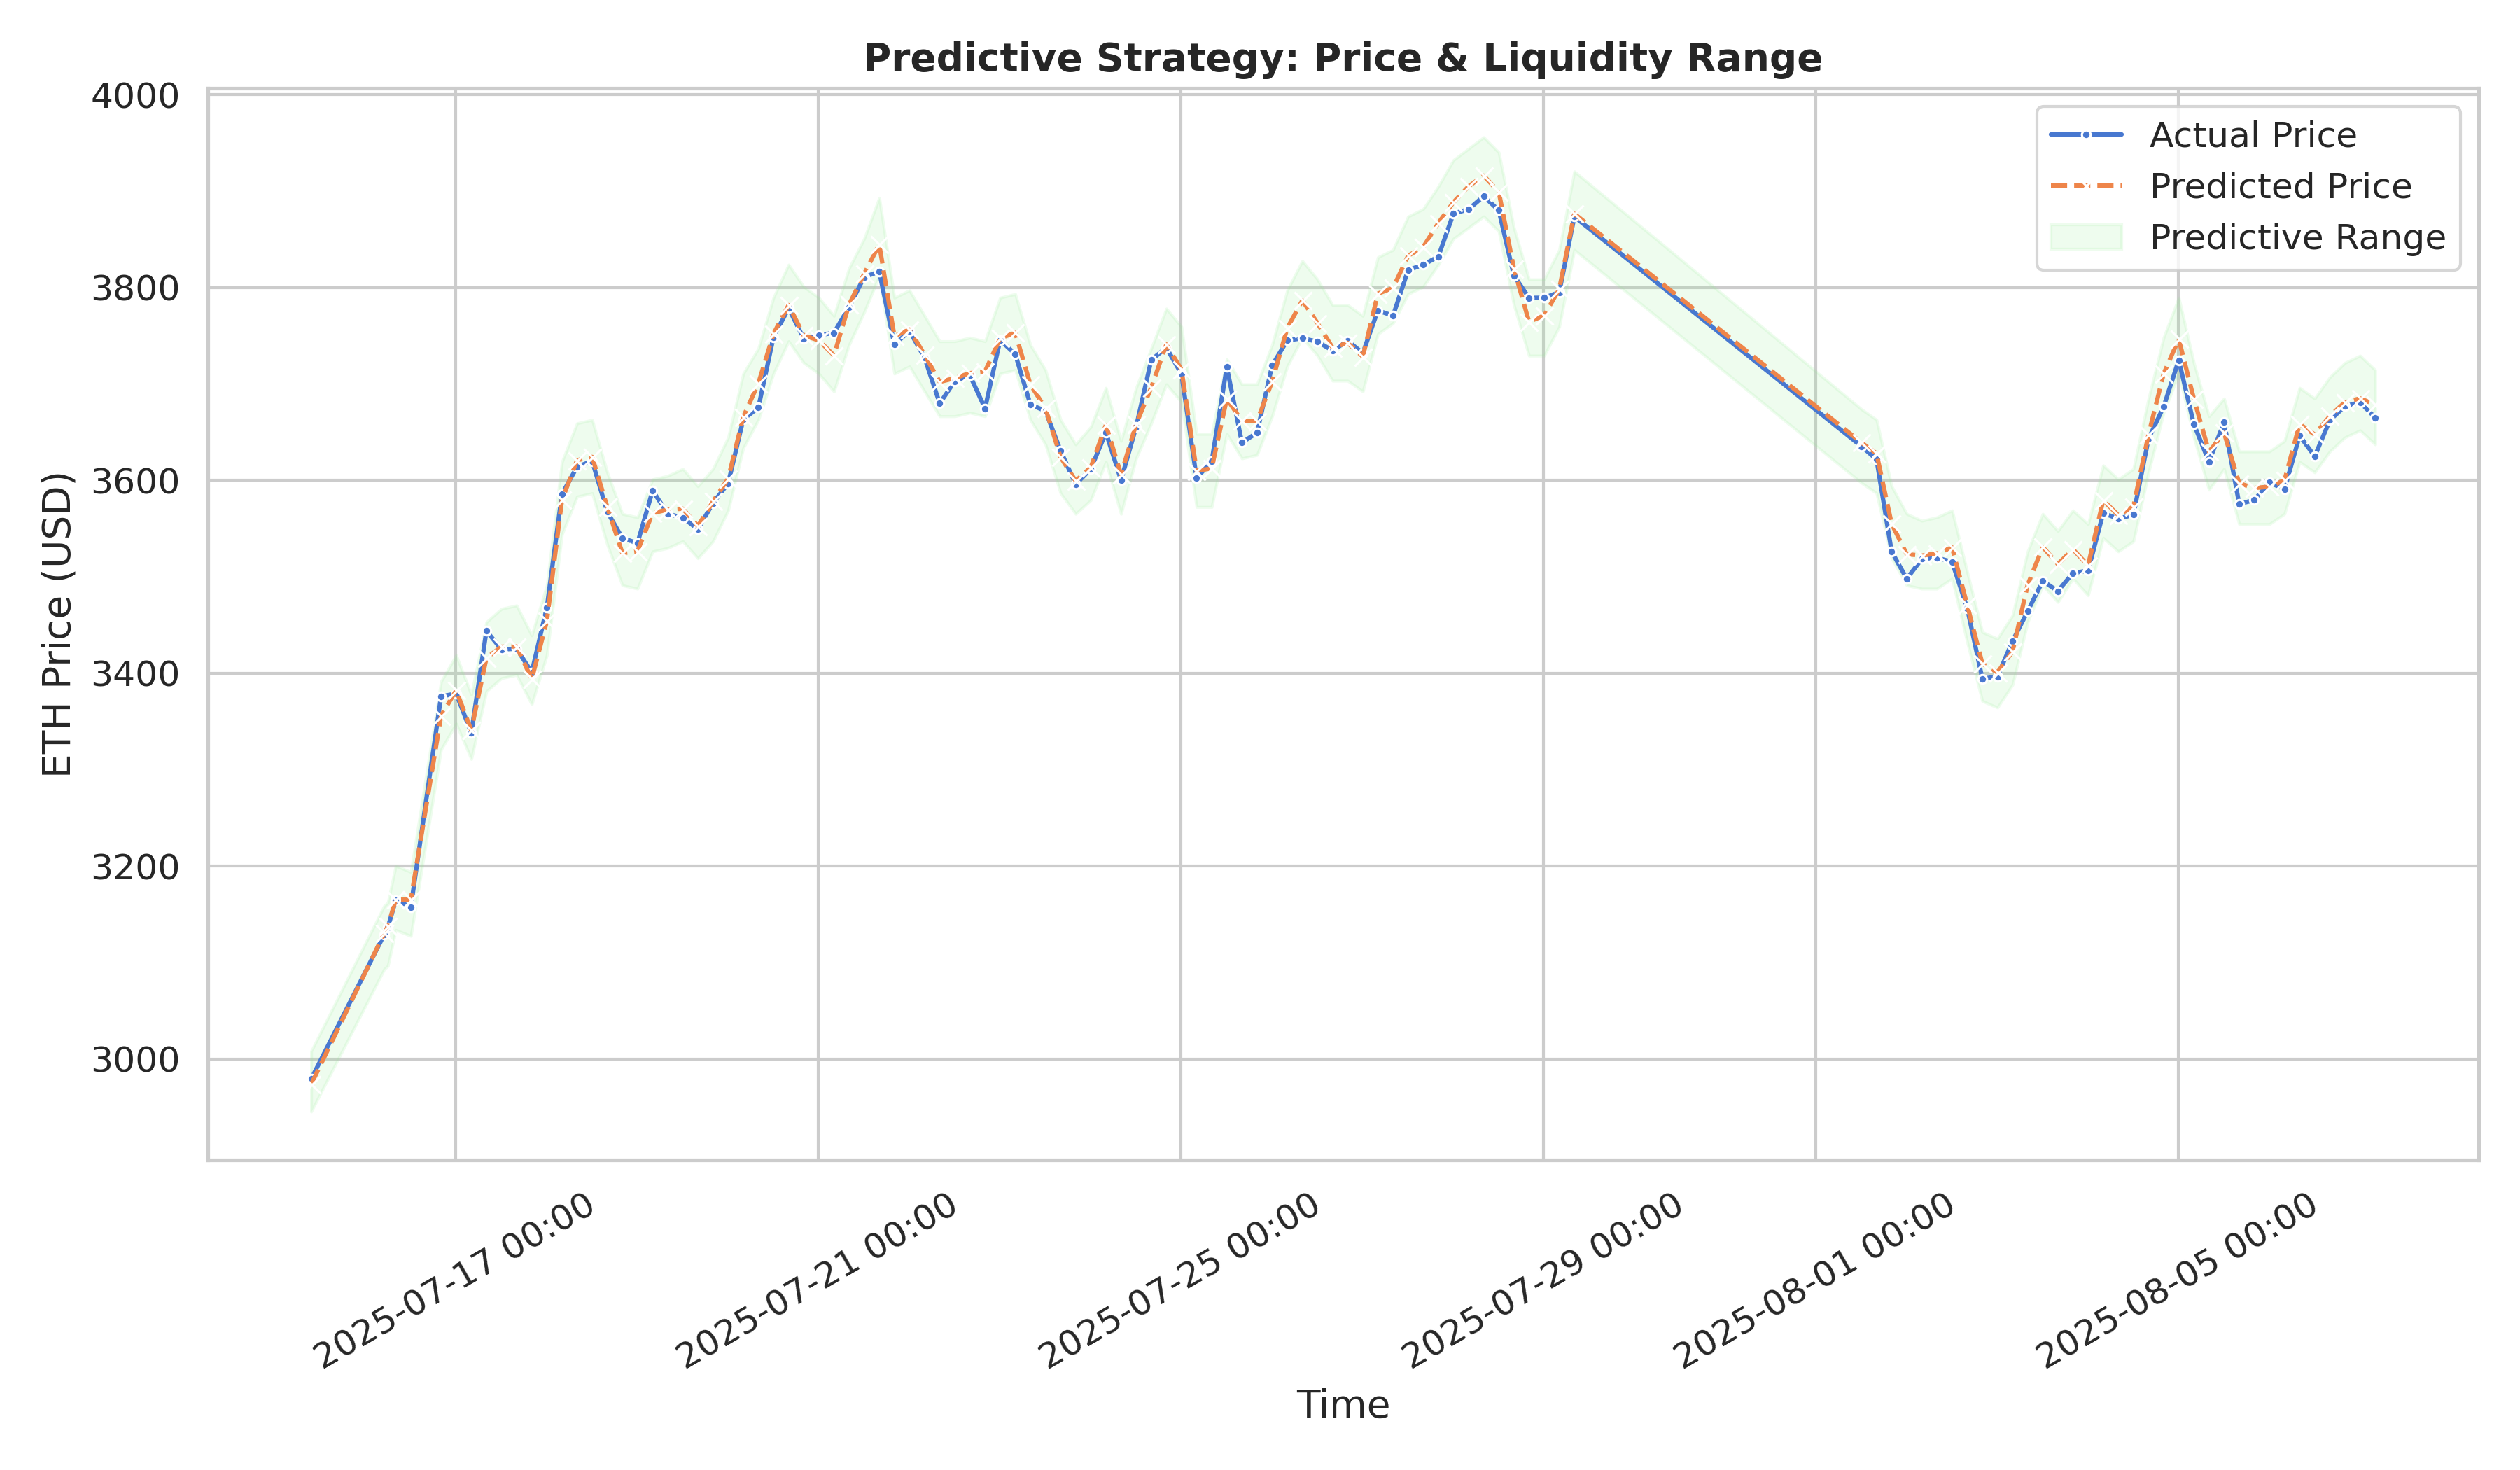 Predictive Strategy: Price & Liquidity Range
Actual Price
Predicted Price
Predictive Range
ETH Price (USD)
4000
3800
3600
3400
3200
3000
2025-07-17 00:00
2025-07-21 00:00
2025-07-25 00:00
2025-07-29 00:00
2025-08-01 00:00
2025-08-05 00:00
Time